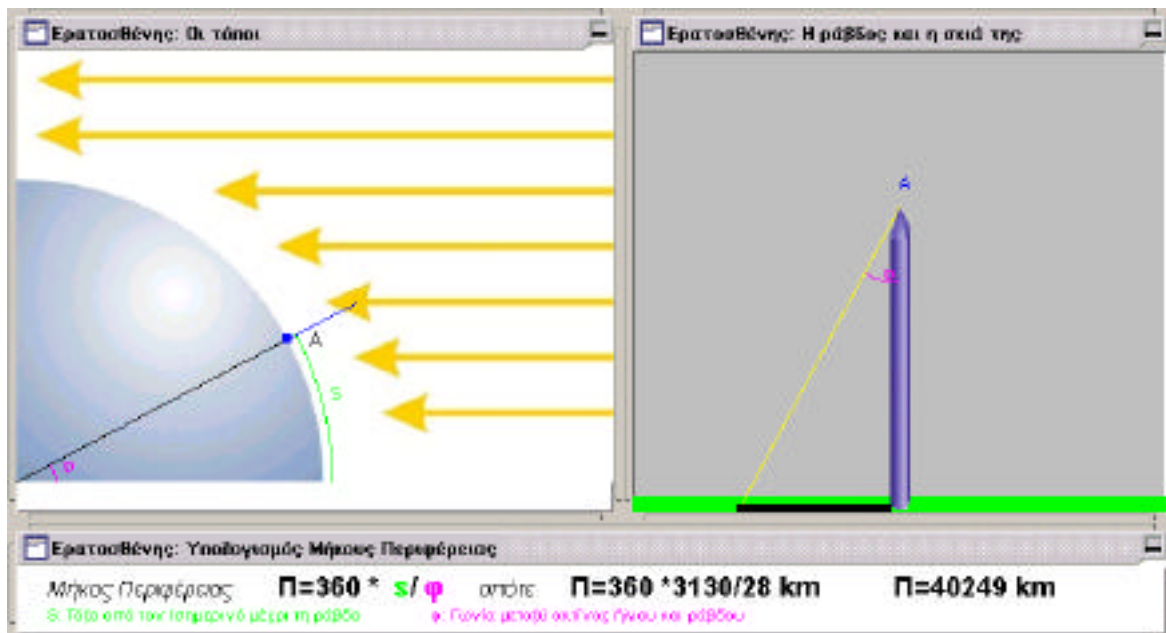 Ερατοσθένης: Οι τόποι
A
s
φ
Ερατοσθένης: Η ράβδος και η σκιά της
A
φ
Ερατοσθένης: Υπολογισμός Μήκους Περιφέρειας
Μήκος Περιφέρειας Π=360 * s/φ οπότε Π=360 *3130/28 km Π=40249 km
S: Τόξο από τον Ισημερινό μέχρι τη ράβδο φ: Γωνία μεταξύ ακτίνας ήλιου και ράβδου